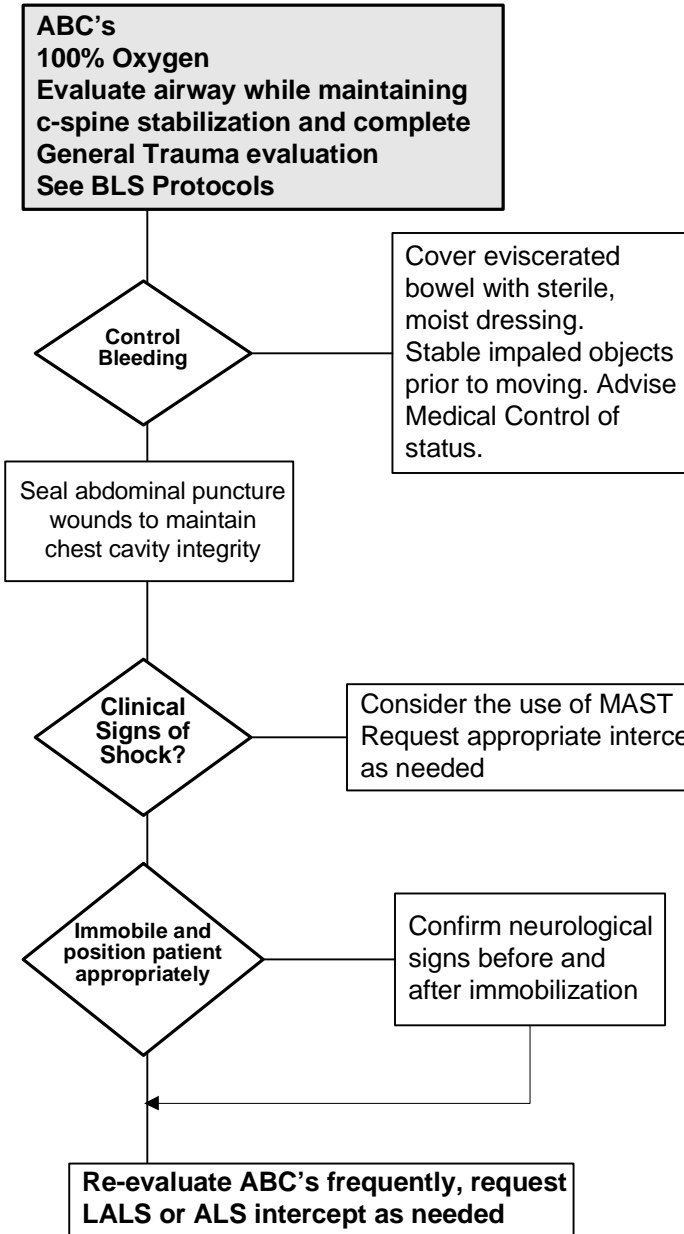 ABC's
100% Oxygen
Evaluate airway while maintaining
c-spine stabilization and complete
General Trauma evaluation
See BLS Protocols
Control
Bleeding
Cover eviscerated
bowel with sterile,
moist dressing.
Stable impaled objects
prior to moving. Advise
Medical Control of
status.
Seal abdominal puncture
wounds to maintain
chest cavity integrity
Clinical
Signs of
Shock?
Consider the use of MAST
Request appropriate interce
as needed
Immobile and
position patient
appropriately
Confirm neurological
signs before and
after immobilization
Re-evaluate ABC's frequently, request
LALS or ALS intercept as needed